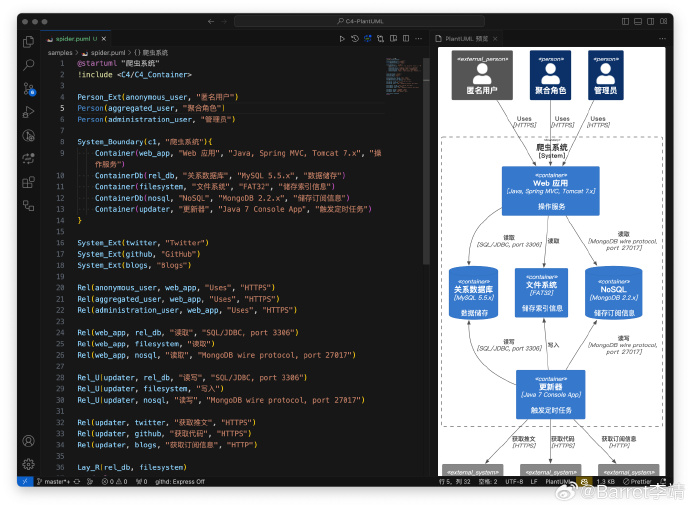 C4-PlantUML
spider.puml U
samples > spider.puml > 爬虫系统
1 @startuml "爬虫系统"
2 !include <C4/C4_Container>
3
4 Person_Ext(anonymous_user, "匿名用户")
5 Person(aggregated_user, "聚合角色")
6 Person(administration_user, "管理员")
7
8 System_Boundary(c1, "爬虫系统"){
9 Container(web_app, "Web 应用", "Java, Spring MVC, Tomcat 7.x", "操
作服务")
10 ContainerDb(rel_db, "关系数据库", "MySQL 5.5.x", "数据储存")
11 Container(filesystem, "文件系统", "FAT32", "储存索引信息")
12 ContainerDb(nosql, "NoSQL", "MongoDB 2.2.x", "储存订阅信息")
13 Container(updater, "更新器", "Java 7 Console App", "触发定时任务")
14 }
15
16 System_Ext(twitter, "Twitter")
17 System_Ext(github, "GitHub")
18 System_Ext(blogs, "Blogs")
19
20 Rel(anonymous_user, web_app, "Uses", "HTTPS")
21 Rel(aggregated_user, web_app, "Uses", "HTTPS")
22 Rel(administration_user, web_app, "Uses", "HTTPS")
23
24 Rel(web_app, rel_db, "读取", "SQL/JDBC, port 3306")
25 Rel(web_app, filesystem, "读取")
26 Rel(web_app, nosql, "读取", "MongoDB wire protocol, port 27017")
27
28 Rel_U(updater, rel_db, "读写", "SQL/JDBC, port 3306")
29 Rel_U(updater, filesystem, "写入")
30 Rel_U(updater, nosql, "读写", "MongoDB wire protocol, port 27017")
31
32 Rel(updater, twitter, "获取推文", "HTTPS")
33 Rel(updater, github, "获取代码", "HTTPS")
34 Rel(updater, blogs, "获取订阅信息", "HTTP")
35
36 Lay_R(rel_db, filesystem)
PlantUML 预览
«external_person» «person» «person»
匿名用户 聚合角色 管理员
Uses Uses Uses
[HTTPS] [HTTPS] [HTTPS]
爬虫系统
[System]
«container»
Web 应用
[Java, Spring MVC, Tomcat 7.x]
操作服务
读取 读取 读取
[SQL/JDBC, port 3306] [MongoDB wire protocol,
port 27017]
«container» «container» «container»
关系数据库 文件系统 NoSQL
[MySQL 5.5.x] [FAT32] [MongoDB 2.2.x]
数据储存 储存索引信息 储存订阅信息
读写 写入 读写
[SQL/JDBC, port 3306] [MongoDB wire protocol,
port 27017]
«container»
更新器
[Java 7 Console App]
触发定时任务
获取推文 获取代码 获取订阅信息
[HTTPS] [HTTPS] [HTTP]
«external_system» «external_system» «external_system»
master*+ 0 0 0 githd: Express Off 行 5，列 32 空格: 2 UTF-8 LF PlantUML 1.3 KB Prettier
@Barret李靖